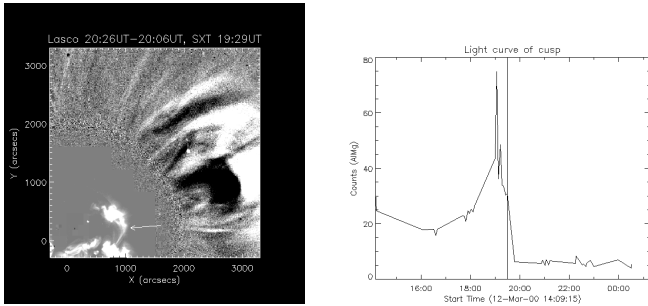 Lasco 20:26UT-20:06UT, SXT 19:29UT
3000
2000
1000
0
Y (arcsecs)
0 1000 2000 3000
X (arcsecs)
Light curve of cusp
80
60
40
20
0
Counts (AlMg)
16:00 18:00 20:00 22:00 00:00
Start Time (12-Mar-00 14:09:15)